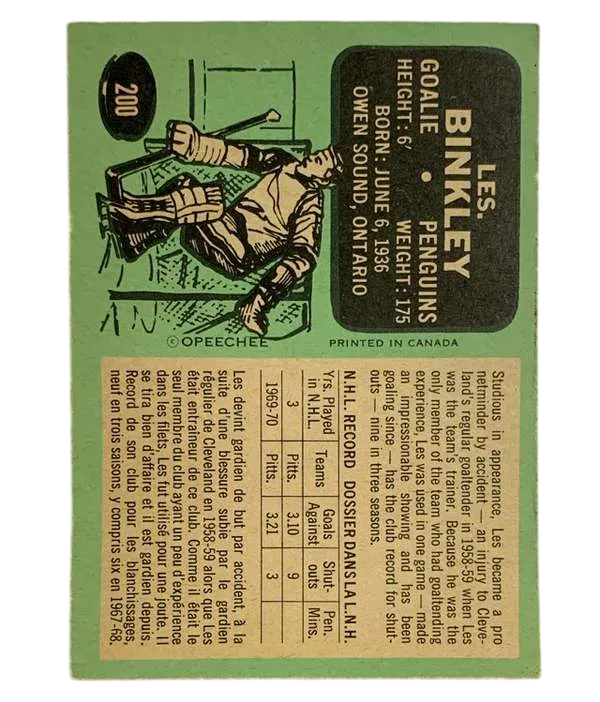 200
LES.
BINKLEY
GOALIE • PENGUINS
HEIGHT: 6' WEIGHT: 175
BORN: JUNE 6, 1936
OWEN SOUND, ONTARIO
© OPEECHEE
PRINTED IN CANADA
Studious in appearance, Les became a pro
netminder by accident — an injury to Cleve-
land's regular goaltender in 1958-59 when Les
was the team's trainer. Because he was the
only member of the team who had goaltending
experience, Les was used in one game — made
an impressionable showing and has been
goaling since — has the club record for shut-
outs — nine in three seasons.
N.H.L. RECORD DOSSIER DANS LA L.N.H.
Yrs. Played Teams Goals Shut- Pen.
in N.H.L. Against outs Mins.
3 Pitts. 3.10 9
1969-70 Pitts. 3.21 3
Les devint gardien de but par accident, à la
suite d'une blessure subie par le gardien
régulier de Cleveland en 1958-59 alors que Les
était entraîneur de ce club. Comme il était le
seul membre du club ayant un peu d'expérience
dans les filets, Les fut utilisé pour une joute. Il
se tira bien d'affaire et il est gardien depuis.
Record de son club pour les blanchissages,
neuf en trois saisons, y compris six en 1967-68.